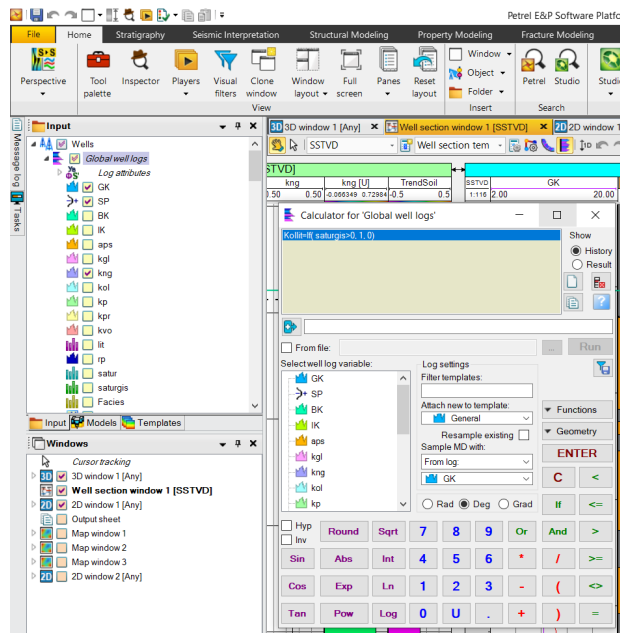 Petrel E&P Software Platfo
File Home Stratigraphy Seismic Interpretation Structural Modeling Property Modeling Fracture Modeling
Perspective Tool palette Inspector Players Visual filters Clone window Window layout Full screen Panes Reset layout Window Object Folder Petrel Studio Studi
View Insert Search
Message log
Tasks
Input
Wells
Global well logs
Log attributes
GK
SP
BK
IK
aps
kgl
kng
kol
kp
kpr
kvo
lit
rp
satur
saturgis
Facies
Input Models Templates
Windows
Cursor tracking
3D window 1 [Any]
Well section window 1 [SSTVD]
2D window 1 [Any]
Output sheet
Map window 1
Map window 2
Map window 3
2D window 2 [Any]
3D window 1 [Any] Well section window 1 [SSTVD] 2D window 1
SSTVD Well section tem
STVD]
kng kng [U] TrendSoil SSTVD GK
0.50 0.50 -0.066349 0.72984 -0.5 0.5 1:116 2.00 20.00
Calculator for 'Global well logs'
Kollit=If( saturgis>0, 1, 0)
Show
History
Result
From file: ... Run
Select well log variable:
GK
SP
BK
IK
aps
kgl
kng
kol
kp
Log settings
Filter templates:
Attach new to template:
General
Resample existing
Sample MD with:
From log:
GK
Rad Deg Grad
Functions
Geometry
ENTER
C <
If <=
Hyp
Inv
Round Sqrt 7 8 9 Or And >
Sin Abs Int 4 5 6 * / >=
Cos Exp Ln 1 2 3 - ( <>
Tan Pow Log 0 U . + ) =